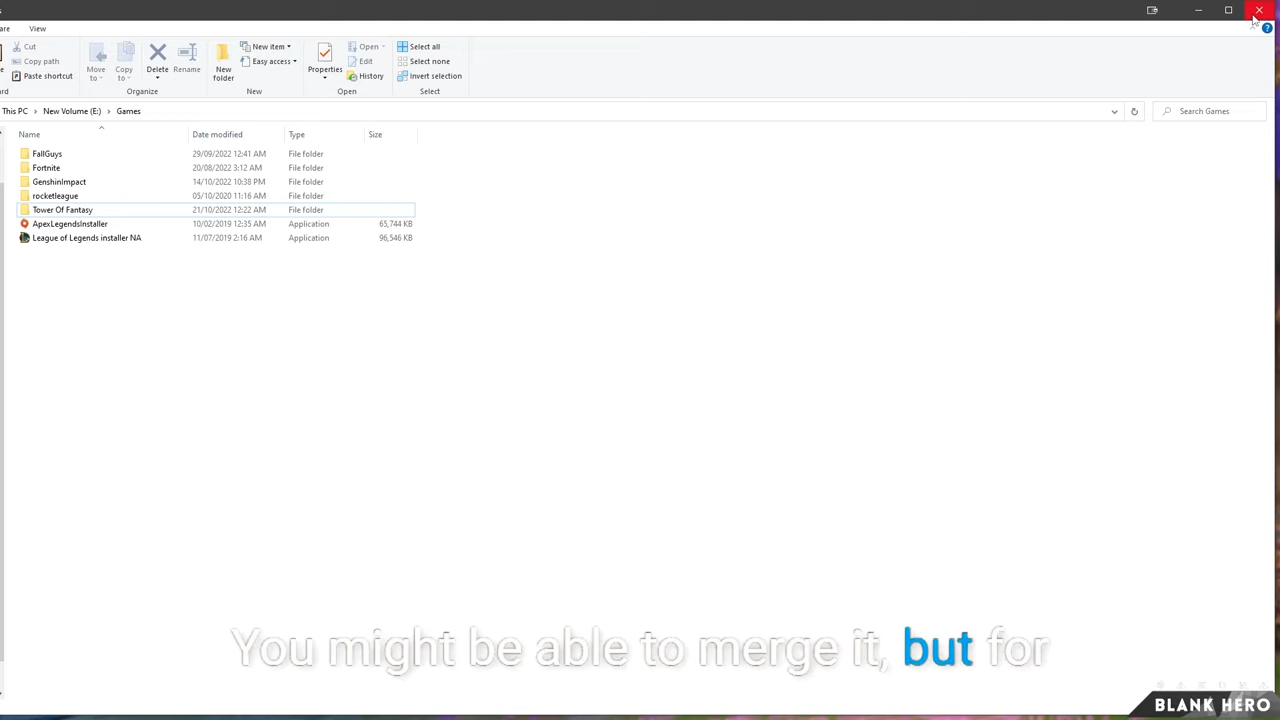 are View
Cut
Copy path
Paste shortcut
Move to
Copy to
Delete
Rename
New folder
New item
Easy access
Properties
Open
Edit
History
Select all
Select none
Invert selection
Organize New Open Select
This PC New Volume (E:) Games Search Games
Name Date modified Type Size
FallGuys 29/09/2022 12:41 AM File folder
Fortnite 20/08/2022 3:12 AM File folder
GenshinImpact 14/10/2022 10:38 PM File folder
rocketleague 05/10/2020 11:16 AM File folder
Tower Of Fantasy 21/10/2022 12:22 AM File folder
ApexLegendsInstaller 10/02/2019 12:35 AM Application 65,744 KB
League of Legends installer NA 11/07/2019 2:16 AM Application 96,546 KB
You might be able to merge it, but for
BLANK HERO